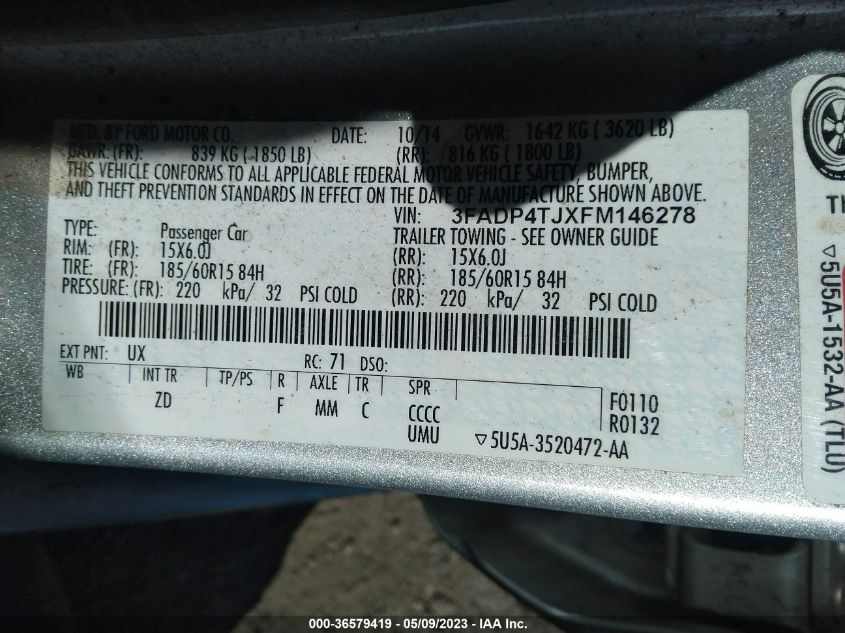 MFD. BY FORD MOTOR CO. DATE: 10/14 GVWR: 1642 KG ( 3620 LB)
GAWR: (FR): 839 KG ( 1850 LB) (RR): 816 KG ( 1800 LB)
THIS VEHICLE CONFORMS TO ALL APPLICABLE FEDERAL MOTOR VEHICLE SAFETY, BUMPER,
AND THEFT PREVENTION STANDARDS IN EFFECT ON THE DATE OF MANUFACTURE SHOWN ABOVE.
VIN: 3FADP4TJXFM146278
TYPE: Passenger Car TRAILER TOWING - SEE OWNER GUIDE
RIM: (FR): 15X6.0J (RR): 15X6.0J
TIRE: (FR): 185/60R15 84H (RR): 185/60R15 84H
PRESSURE: (FR): 220 kPa/ 32 PSI COLD (RR): 220 kPa/ 32 PSI COLD
EXT PNT: UX RC: 71 DSO:
WB INT TR TP/PS R AXLE TR SPR
ZD F MM C CCCC F0110
UMU R0132
▽5U5A-3520472-AA
TH
▽5U5A-1532-AA (TLU)
000-36579419 - 05/09/2023 - IAA Inc.